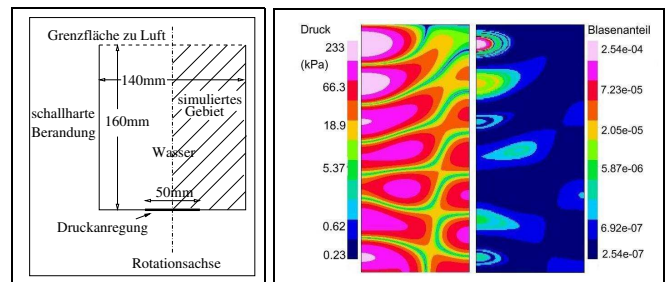 Grenzfläche zu Luft
140mm
schallharte
Berandung
160mm
simuliertes
Gebiet
Wasser
50mm
Druckanregung
Rotationsachse
Druck
233
(kPa)
66.3
18.9
5.37
0.62
0.23
Blasenanteil
2.54e-04
7.23e-05
2.05e-05
5.87e-06
6.92e-07
2.54e-07